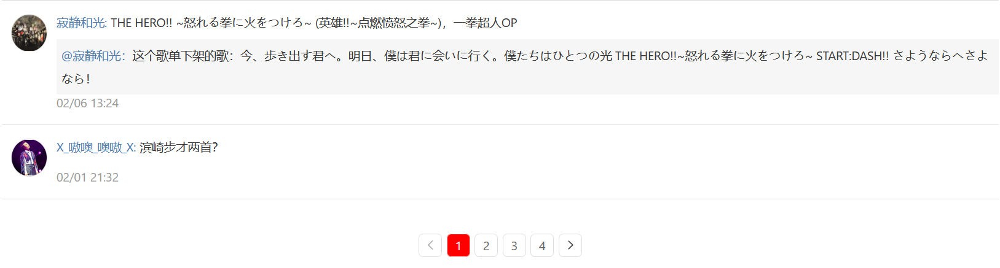 寂静和光: THE HERO!! ~怒れる拳に火をつけろ~ (英雄!!~点燃愤怒之拳~)，一拳超人OP
@寂静和光：这个歌单下架的歌：今、歩き出す君へ。明日、僕は君に会いに行く。僕たちはひとつの光 THE HERO!!~怒れる拳に火をつけろ~ START:DASH!! さようならへさよ
なら！
02/06 13:24
X_嗷噢_噢嗷_X: 滨崎步才两首？
02/01 21:32
1 2 3 4